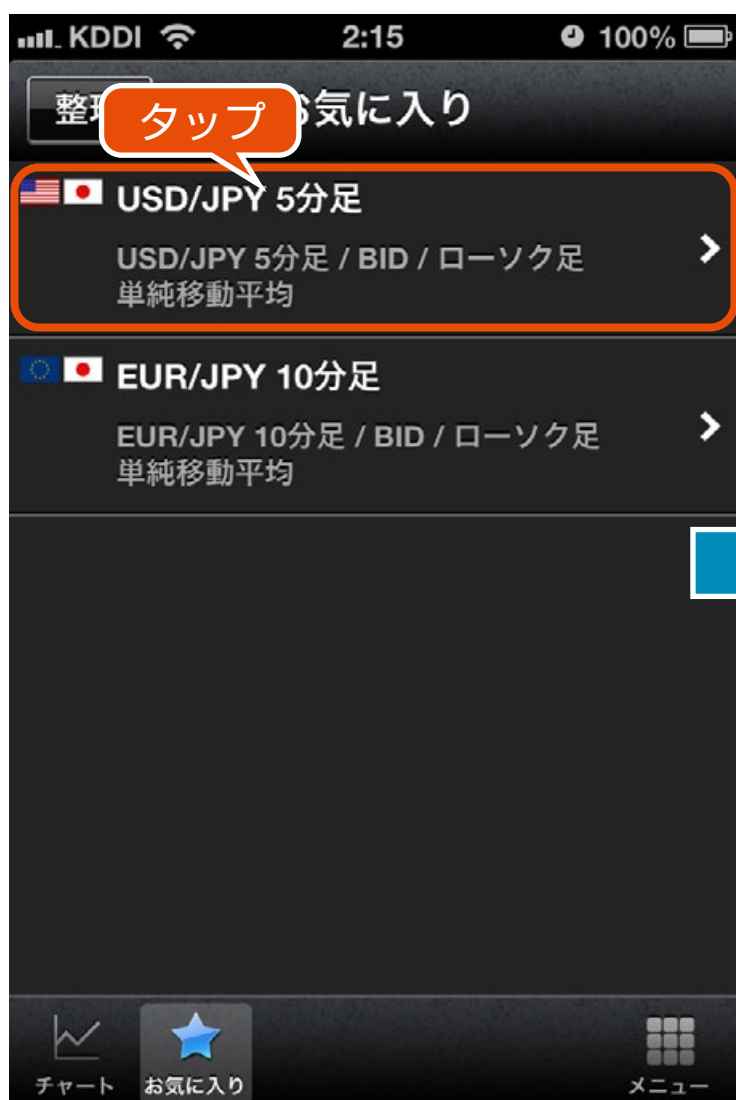 KDDI 2:15 100%
タップ
お気に入り
USD/JPY 5分足
USD/JPY 5分足 / BID / ローソク足
単純移動平均
EUR/JPY 10分足
EUR/JPY 10分足 / BID / ローソク足
単純移動平均
チャート お気に入り メニュー